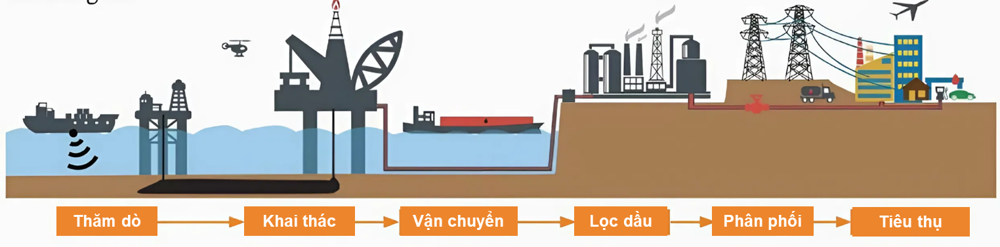 Thăm dò
Khai thác
Vận chuyển
Lọc dầu
Phân phối
Tiêu thụ